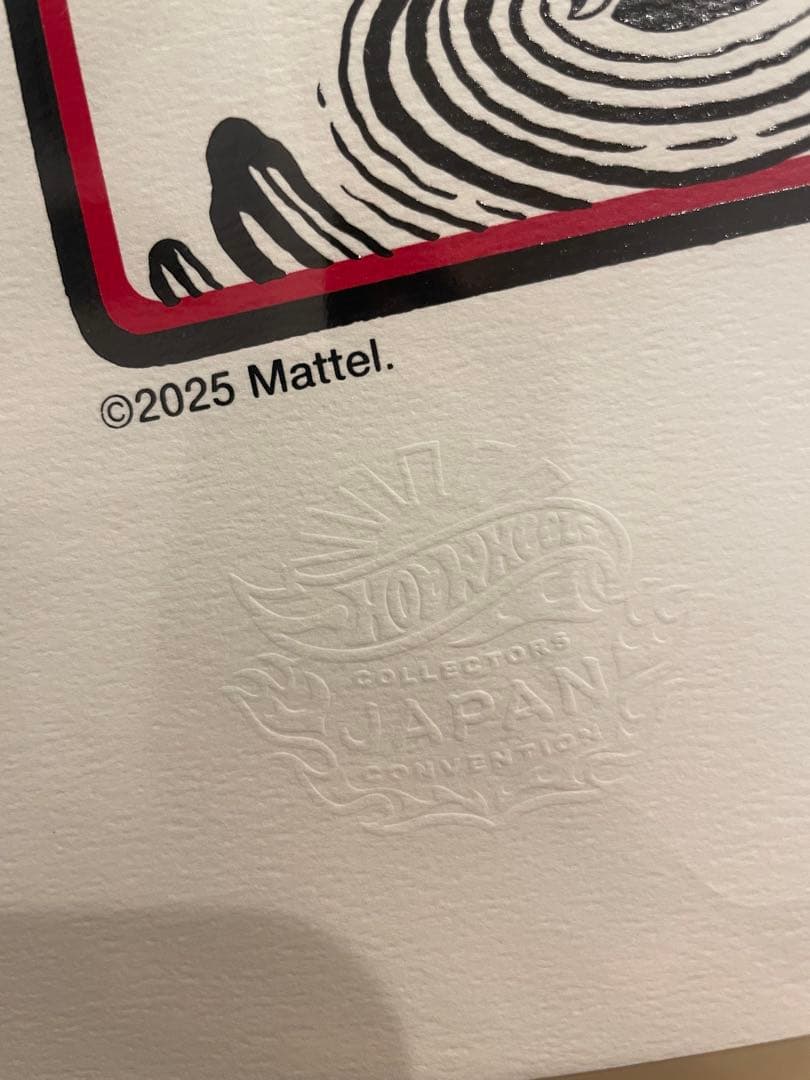 ©2025 Mattel.
HOT WHEELS
COLLECTORS
JAPAN
CONVENTION